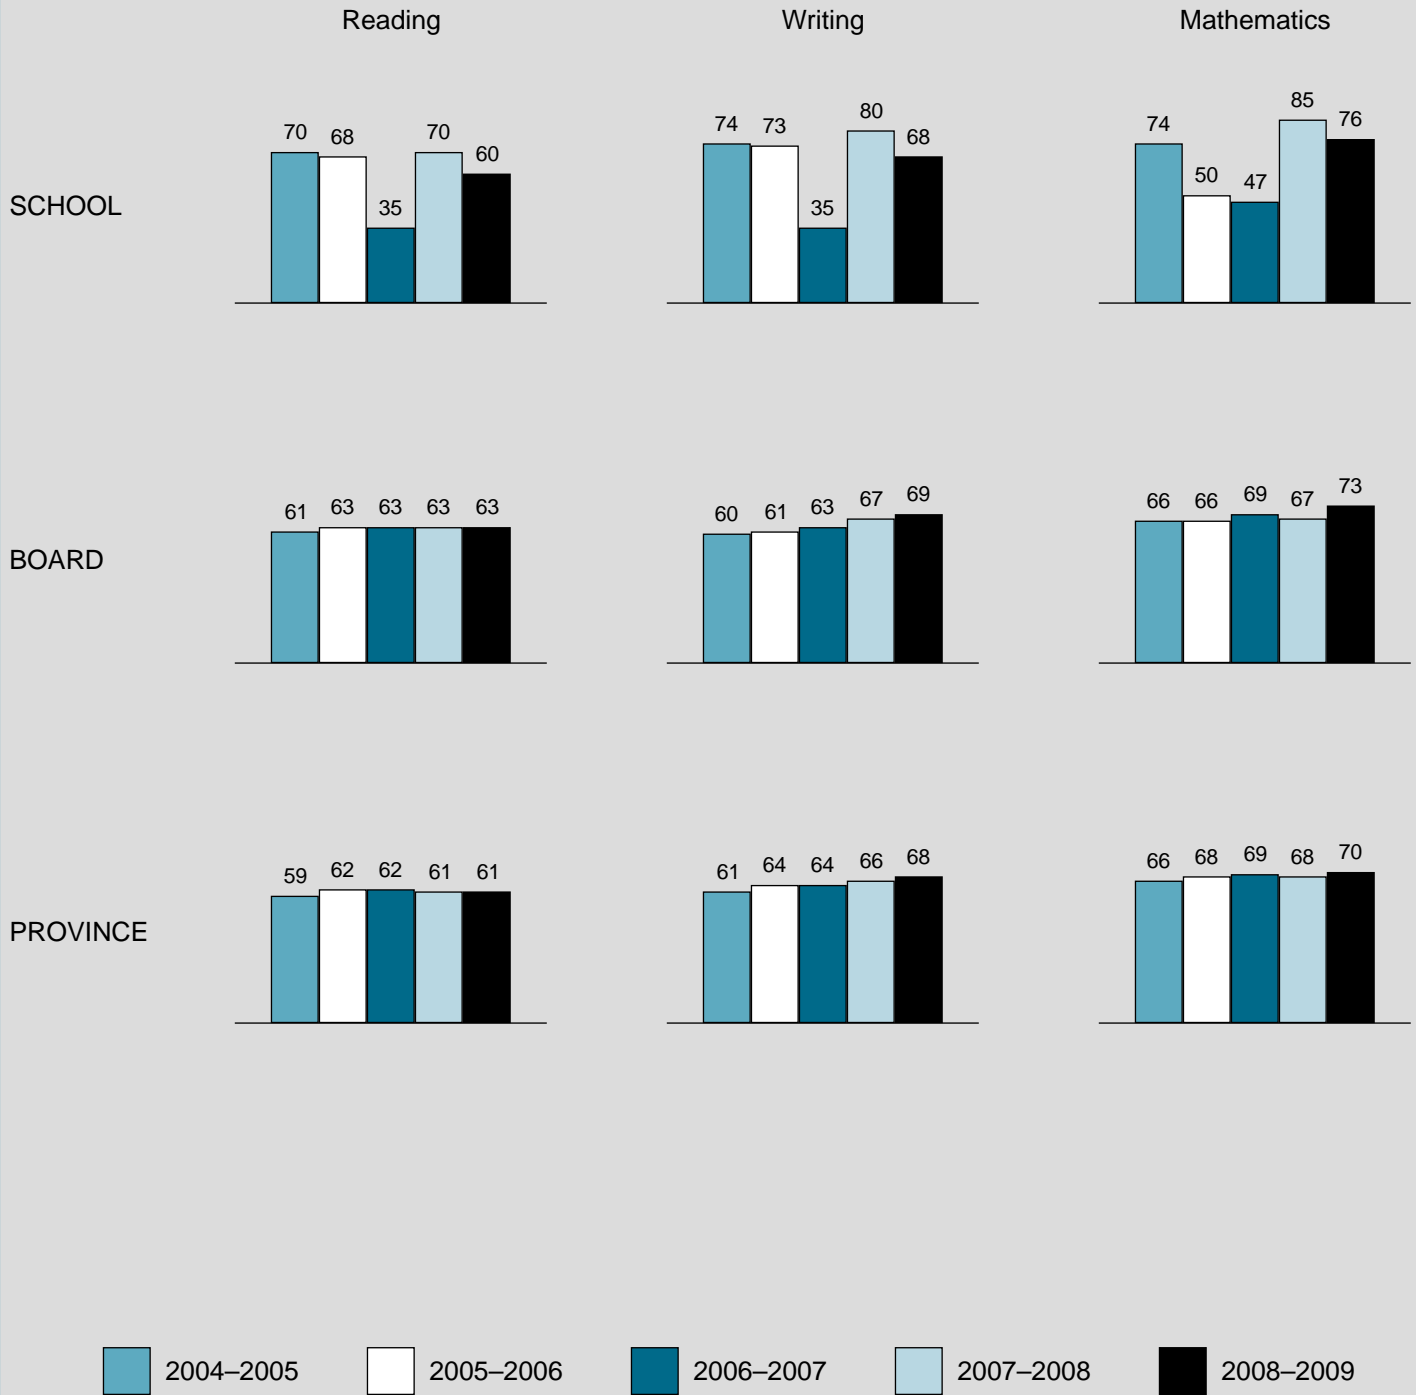 Reading Writing Mathematics
SCHOOL
70 68 35 70 60
74 73 35 80 68
74 50 47 85 76
BOARD
61 63 63 63 63
60 61 63 67 69
66 66 69 67 73
PROVINCE
59 62 62 61 61
61 64 64 66 68
66 68 69 68 70
2004–2005 2005–2006 2006–2007 2007–2008 2008–2009